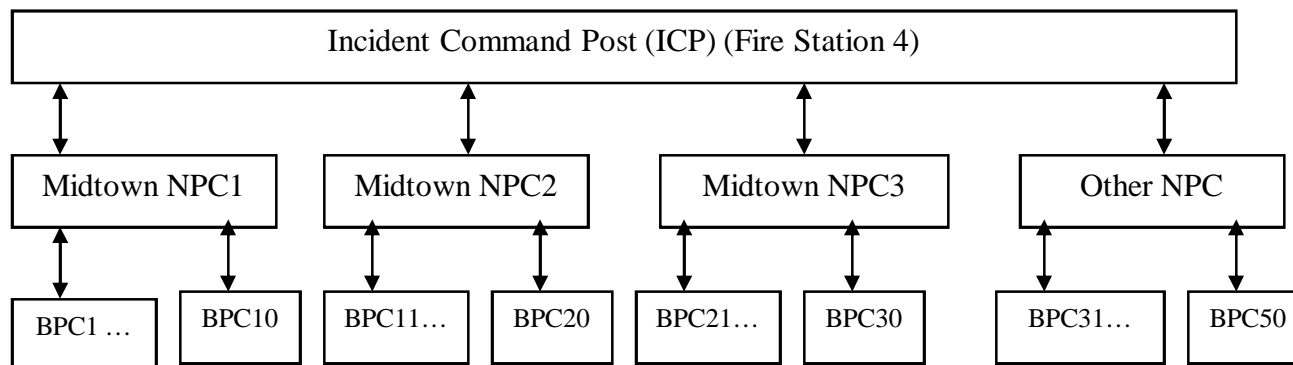 Incident Command Post (ICP) (Fire Station 4)
Midtown NPC1
Midtown NPC2
Midtown NPC3
Other NPC
BPC1 …
BPC10
BPC11…
BPC20
BPC21…
BPC30
BPC31…
BPC50